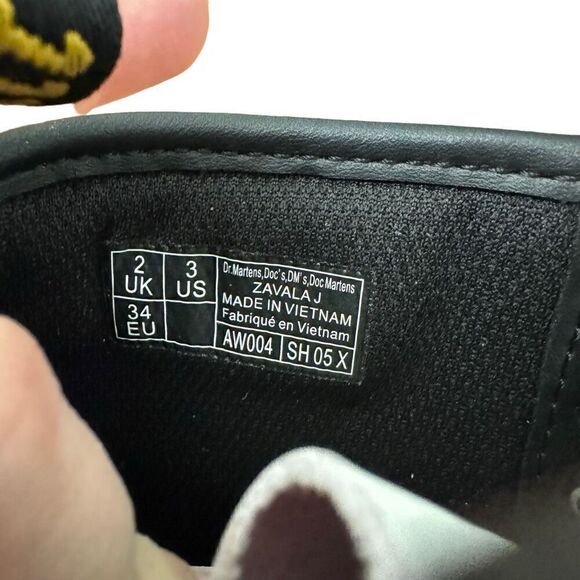 2
UK
3
US
34
EU
Dr.Martens,Doc's,DM's,Doc Martens
ZAVALA J
MADE IN VIETNAM
Fabriqué en Vietnam
AW004
SH 05 X